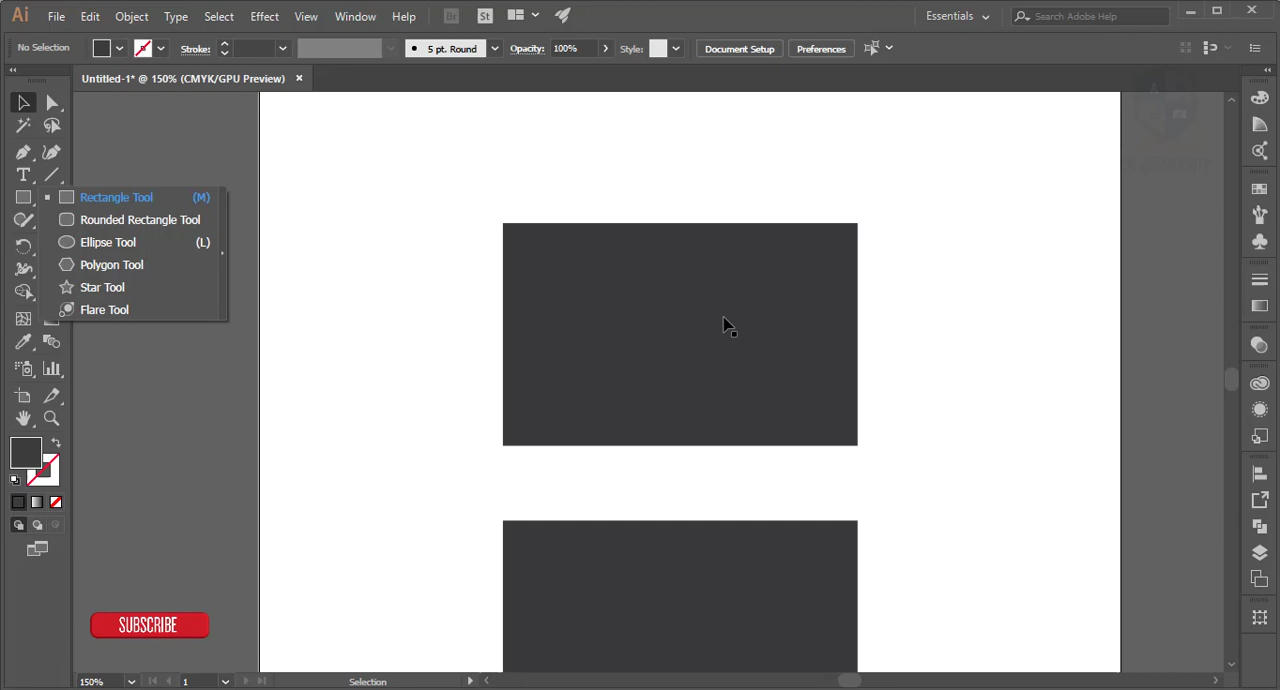 Ai File Edit Object Type Select Effect View Window Help Br St Essentials Search Adobe Help
No Selection Stroke: 5 pt. Round Opacity: 100% Style: Document Setup Preferences
Untitled-1* @ 150% (CMYK/GPU Preview)
Rectangle Tool (M)
Rounded Rectangle Tool
Ellipse Tool (L)
Polygon Tool
Star Tool
Flare Tool
SUBSCRIBE
150% 1 Selection